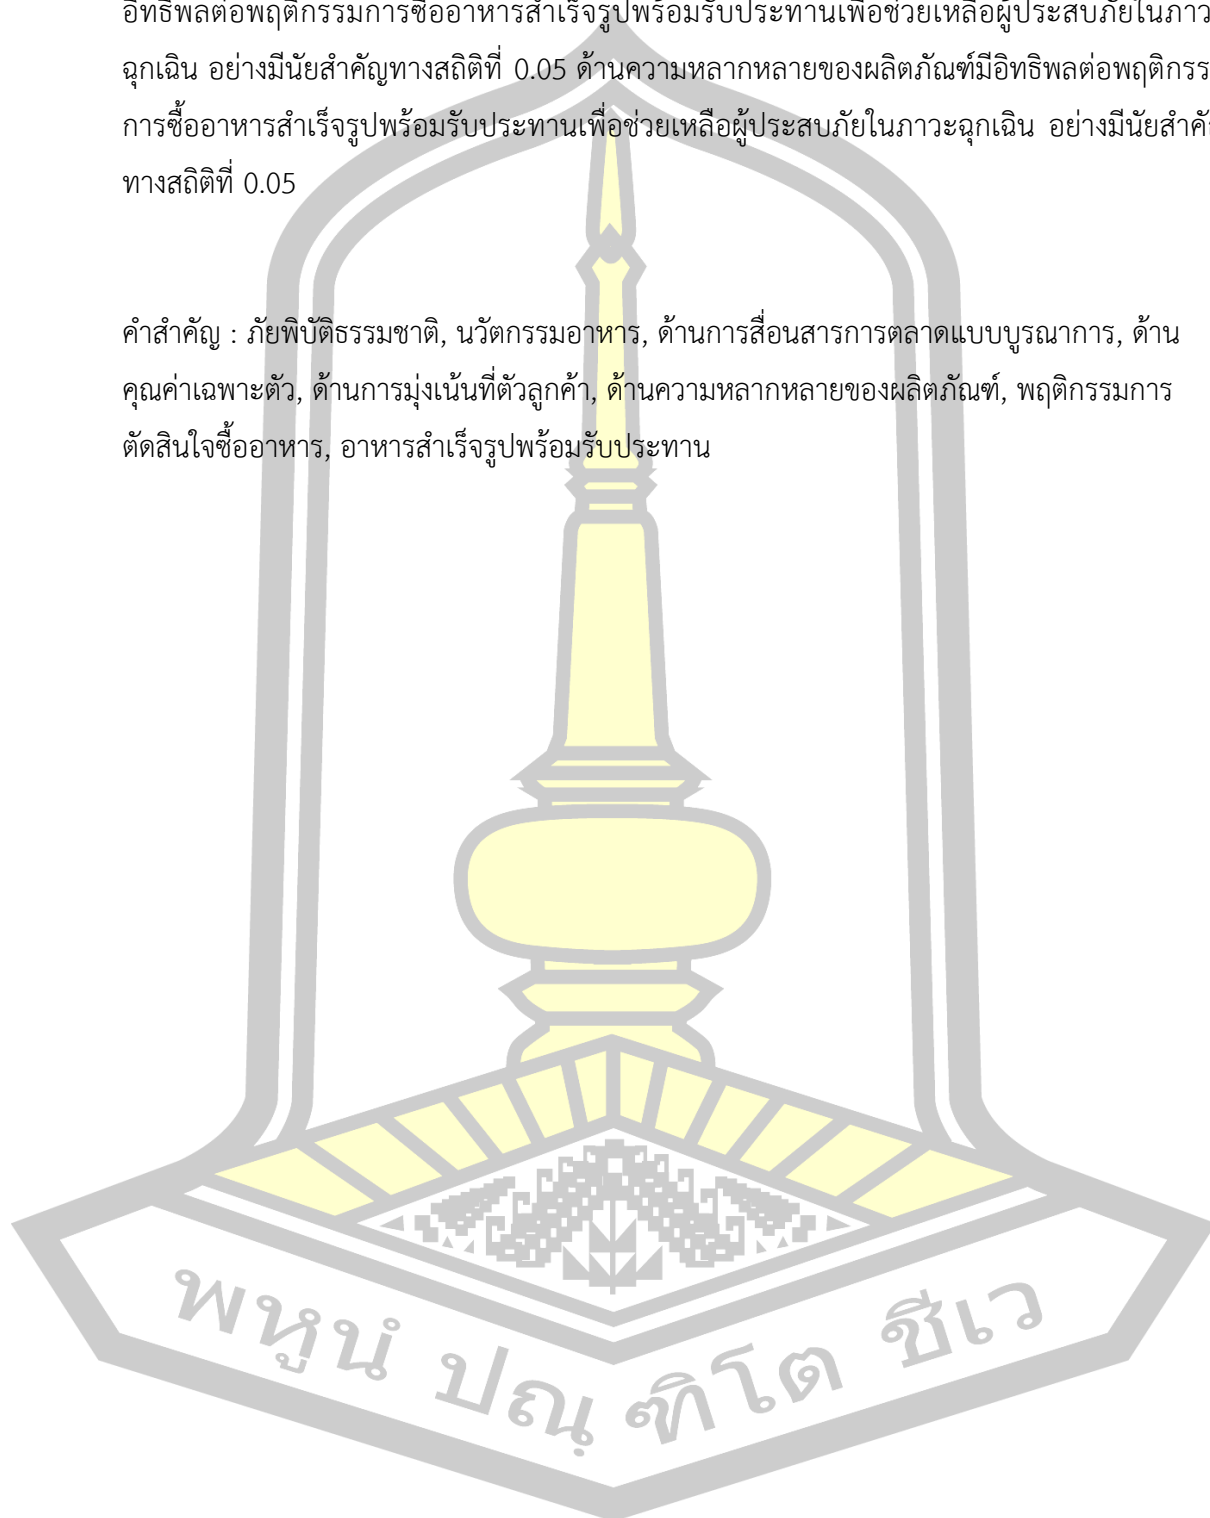 อิทธิพลต่อพฤติกรรมการซื้ออาหารสำเร็จรูปพร้อมรับประทานเพื่อช่วยเหลือผู้ประสบภัยในภาว
ฉุกเฉิน อย่างมีนัยสำคัญทางสถิติที่ 0.05 ด้านความหลากหลายของผลิตภัณฑ์มีอิทธิพลต่อพฤติกรร
การซื้ออาหารสำเร็จรูปพร้อมรับประทานเพื่อช่วยเหลือผู้ประสบภัยในภาวะฉุกเฉิน อย่างมีนัยสำคั
ทางสถิติที่ 0.05
คำสำคัญ : ภัยพิบัติธรรมชาติ, นวัตกรรมอาหาร, ด้านการสื่อนสารการตลาดแบบบูรณาการ, ด้าน
คุณค่าเฉพาะตัว, ด้านการมุ่งเน้นที่ตัวลูกค้า, ด้านความหลากหลายของผลิตภัณฑ์, พฤติกรรมการ
ตัดสินใจซื้ออาหาร, อาหารสำเร็จรูปพร้อมรับประทาน
พหูนํ ปณฺฑิโต ชีเว